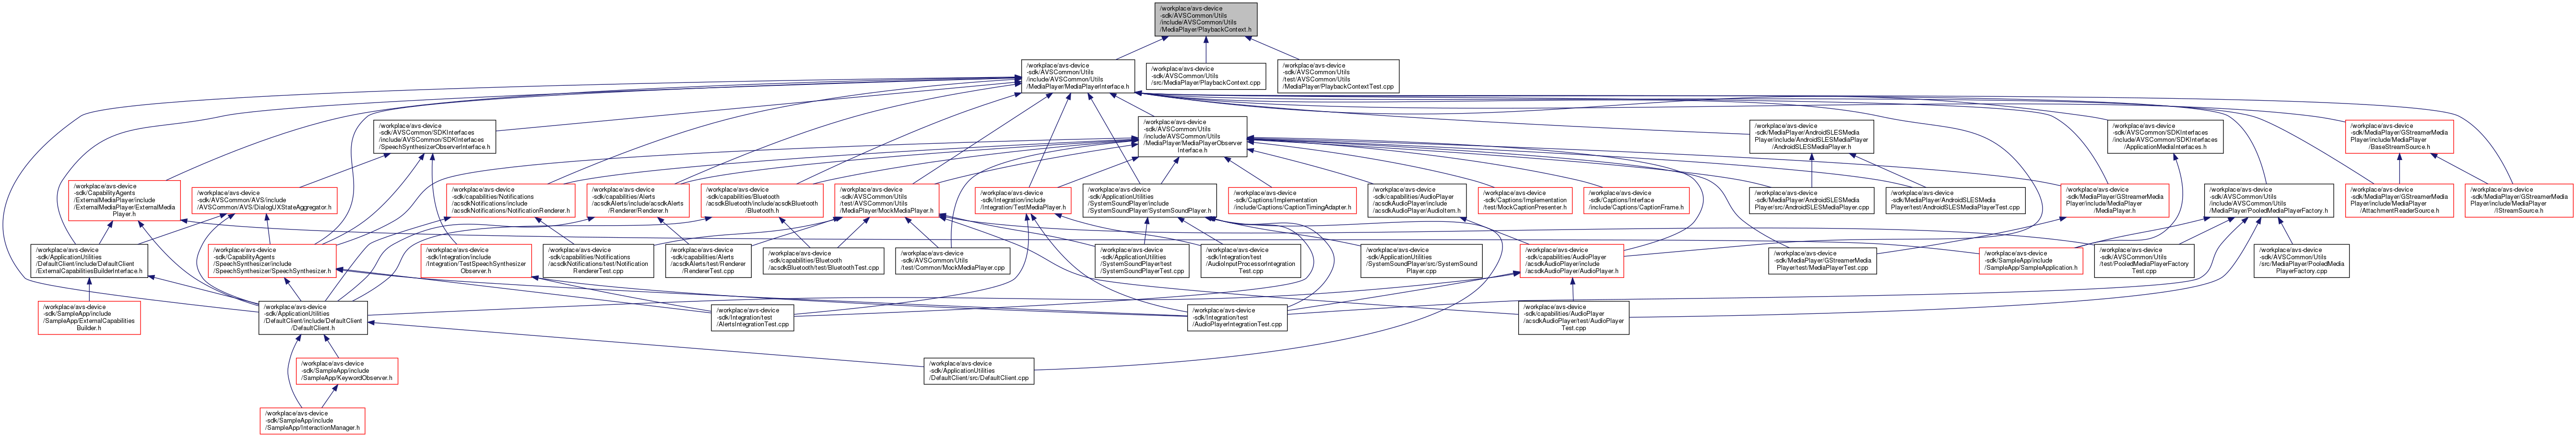 /workplace/avs-device
-sdk/AVSCommon/Utils
/include/AVSCommon/Utils
/MediaPlayer/PlaybackContext.h
/workplace/avs-device
-sdk/AVSCommon/Utils
/include/AVSCommon/Utils
/MediaPlayer/MediaPlayerInterface.h
/workplace/avs-device
-sdk/AVSCommon/Utils
/src/MediaPlayer/PlaybackContext.cpp
/workplace/avs-device
-sdk/AVSCommon/Utils
/test/AVSCommon/Utils
/MediaPlayer/PlaybackContextTest.cpp
/workplace/avs-device
-sdk/AVSCommon/SDKInterfaces
/include/AVSCommon/SDKInterfaces
/SpeechSynthesizerObserverInterface.h
/workplace/avs-device
-sdk/AVSCommon/Utils
/include/AVSCommon/Utils
/MediaPlayer/MediaPlayerObserver
Interface.h
/workplace/avs-device
-sdk/MediaPlayer/AndroidSLESMedia
Player/include/AndroidSLESMediaPlayer
/AndroidSLESMediaPlayer.h
/workplace/avs-device
-sdk/AVSCommon/SDKInterfaces
/include/AVSCommon/SDKInterfaces
/ApplicationMediaInterfaces.h
/workplace/avs-device
-sdk/MediaPlayer/GStreamerMedia
Player/include/MediaPlayer
/BaseStreamSource.h
/workplace/avs-device
-sdk/CapabilityAgents
/ExternalMediaPlayer/include
/ExternalMediaPlayer/ExternalMedia
Player.h
/workplace/avs-device
-sdk/AVSCommon/AVS/include
/AVSCommon/AVS/DialogUXStateAggregator.h
/workplace/avs-device
-sdk/capabilities/Notifications
/acsdkNotifications/include
/acsdkNotifications/NotificationRenderer.h
/workplace/avs-device
-sdk/capabilities/Alerts
/acsdkAlerts/include/acsdkAlerts
/Renderer/Renderer.h
/workplace/avs-device
-sdk/capabilities/Bluetooth
/acsdkBluetooth/include/acsdkBluetooth
/Bluetooth.h
/workplace/avs-device
-sdk/AVSCommon/Utils
/test/AVSCommon/Utils
/MediaPlayer/MockMediaPlayer.h
/workplace/avs-device
-sdk/Integration/include
/Integration/TestMediaPlayer.h
/workplace/avs-device
-sdk/ApplicationUtilities
/SystemSoundPlayer/include
/SystemSoundPlayer/SystemSoundPlayer.h
/workplace/avs-device
-sdk/Captions/Implementation
/include/Captions/CaptionTimingAdapter.h
/workplace/avs-device
-sdk/capabilities/AudioPlayer
/acsdkAudioPlayer/include
/acsdkAudioPlayer/AudioItem.h
/workplace/avs-device
-sdk/Captions/Implementation
/test/MockCaptionPresenter.h
/workplace/avs-device
-sdk/Captions/Interface
/include/Captions/CaptionFrame.h
/workplace/avs-device
-sdk/MediaPlayer/AndroidSLESMedia
Player/src/AndroidSLESMediaPlayer.cpp
/workplace/avs-device
-sdk/MediaPlayer/AndroidSLESMedia
Player/test/AndroidSLESMediaPlayerTest.cpp
/workplace/avs-device
-sdk/MediaPlayer/GStreamerMedia
Player/include/MediaPlayer
/MediaPlayer.h
/workplace/avs-device
-sdk/AVSCommon/Utils
/include/AVSCommon/Utils
/MediaPlayer/PooledMediaPlayerFactory.h
/workplace/avs-device
-sdk/MediaPlayer/GStreamerMedia
Player/include/MediaPlayer
/AttachmentReaderSource.h
/workplace/avs-device
-sdk/MediaPlayer/GStreamerMedia
Player/include/MediaPlayer
/IStreamSource.h
/workplace/avs-device
-sdk/ApplicationUtilities
/DefaultClient/include/DefaultClient
/ExternalCapabilitiesBuilderInterface.h
/workplace/avs-device
-sdk/CapabilityAgents
/SpeechSynthesizer/include
/SpeechSynthesizer/SpeechSynthesizer.h
/workplace/avs-device
-sdk/Integration/include
/Integration/TestSpeechSynthesizer
Observer.h
/workplace/avs-device
-sdk/capabilities/Notifications
/acsdkNotifications/test/Notification
RendererTest.cpp
/workplace/avs-device
-sdk/capabilities/Alerts
/acsdkAlerts/test/Renderer
/RendererTest.cpp
/workplace/avs-device
-sdk/capabilities/Bluetooth
/acsdkBluetooth/test/BluetoothTest.cpp
/workplace/avs-device
-sdk/AVSCommon/Utils
/test/Common/MockMediaPlayer.cpp
/workplace/avs-device
-sdk/ApplicationUtilities
/SystemSoundPlayer/test
/SystemSoundPlayerTest.cpp
/workplace/avs-device
-sdk/Integration/test
/AudioInputProcessorIntegration
Test.cpp
/workplace/avs-device
-sdk/ApplicationUtilities
/SystemSoundPlayer/src/SystemSound
Player.cpp
/workplace/avs-device
-sdk/capabilities/AudioPlayer
/acsdkAudioPlayer/include
/acsdkAudioPlayer/AudioPlayer.h
/workplace/avs-device
-sdk/MediaPlayer/GStreamerMedia
Player/test/MediaPlayerTest.cpp
/workplace/avs-device
-sdk/SampleApp/include
/SampleApp/SampleApplication.h
/workplace/avs-device
-sdk/AVSCommon/Utils
/test/PooledMediaPlayerFactory
Test.cpp
/workplace/avs-device
-sdk/AVSCommon/Utils
/src/MediaPlayer/PooledMedia
PlayerFactory.cpp
/workplace/avs-device
-sdk/SampleApp/include
/SampleApp/ExternalCapabilities
Builder.h
/workplace/avs-device
-sdk/ApplicationUtilities
/DefaultClient/include/DefaultClient
/DefaultClient.h
/workplace/avs-device
-sdk/Integration/test
/AlertsIntegrationTest.cpp
/workplace/avs-device
-sdk/Integration/test
/AudioPlayerIntegrationTest.cpp
/workplace/avs-device
-sdk/capabilities/AudioPlayer
/acsdkAudioPlayer/test/AudioPlayer
Test.cpp
/workplace/avs-device
-sdk/SampleApp/include
/SampleApp/KeywordObserver.h
/workplace/avs-device
-sdk/ApplicationUtilities
/DefaultClient/src/DefaultClient.cpp
/workplace/avs-device
-sdk/SampleApp/include
/SampleApp/InteractionManager.h